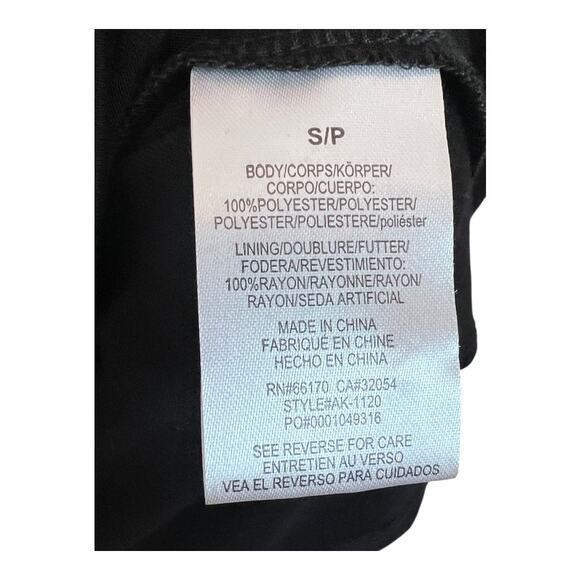 S/P
BODY/CORPS/KÖRPER/
CORPO/CUERPO:
100%POLYESTER/POLYESTER/
POLYESTER/POLIESTERE/poliéster
LINING/DOUBLURE/FUTTER/
FODERA/REVESTIMIENTO:
100%RAYON/RAYONNE/RAYON/
RAYON/SEDA ARTIFICAL
MADE IN CHINA
FABRIQUÉ EN CHINE
HECHO EN CHINA
RN#66170 CA#32054
STYLE#AK-1120
PO#0001049316
SEE REVERSE FOR CARE
ENTRETIEN AU VERSO
VEA EL REVERSO PARA CUIDADOS